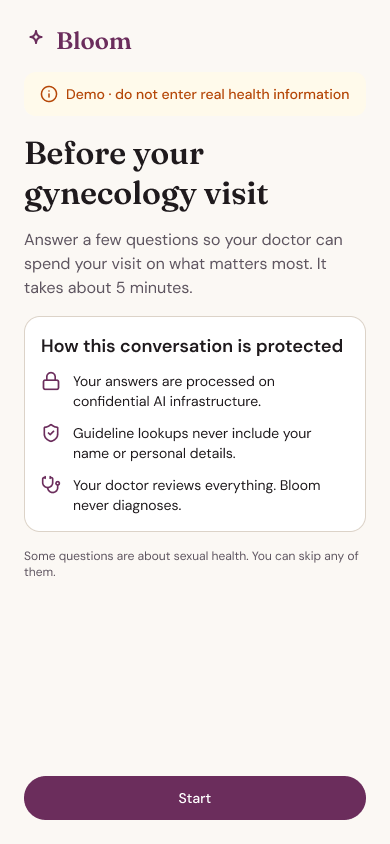 Bloom
Demo · do not enter real health information
Before your
gynecology visit
Answer a few questions so your doctor can
spend your visit on what matters most. It
takes about 5 minutes.
How this conversation is protected
Your answers are processed on
confidential AI infrastructure.
Guideline lookups never include your
name or personal details.
Your doctor reviews everything. Bloom
never diagnoses.
Some questions are about sexual health. You can skip any of
them.
Start